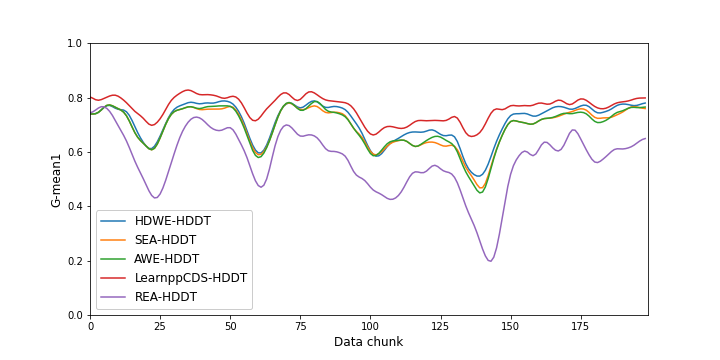 1.0
0.8
0.6
0.4
0.2
0.0
G-mean1
HDWE-HDDT
SEA-HDDT
AWE-HDDT
LearnppCDS-HDDT
REA-HDDT
0 25 50 75 100 125 150 175
Data chunk